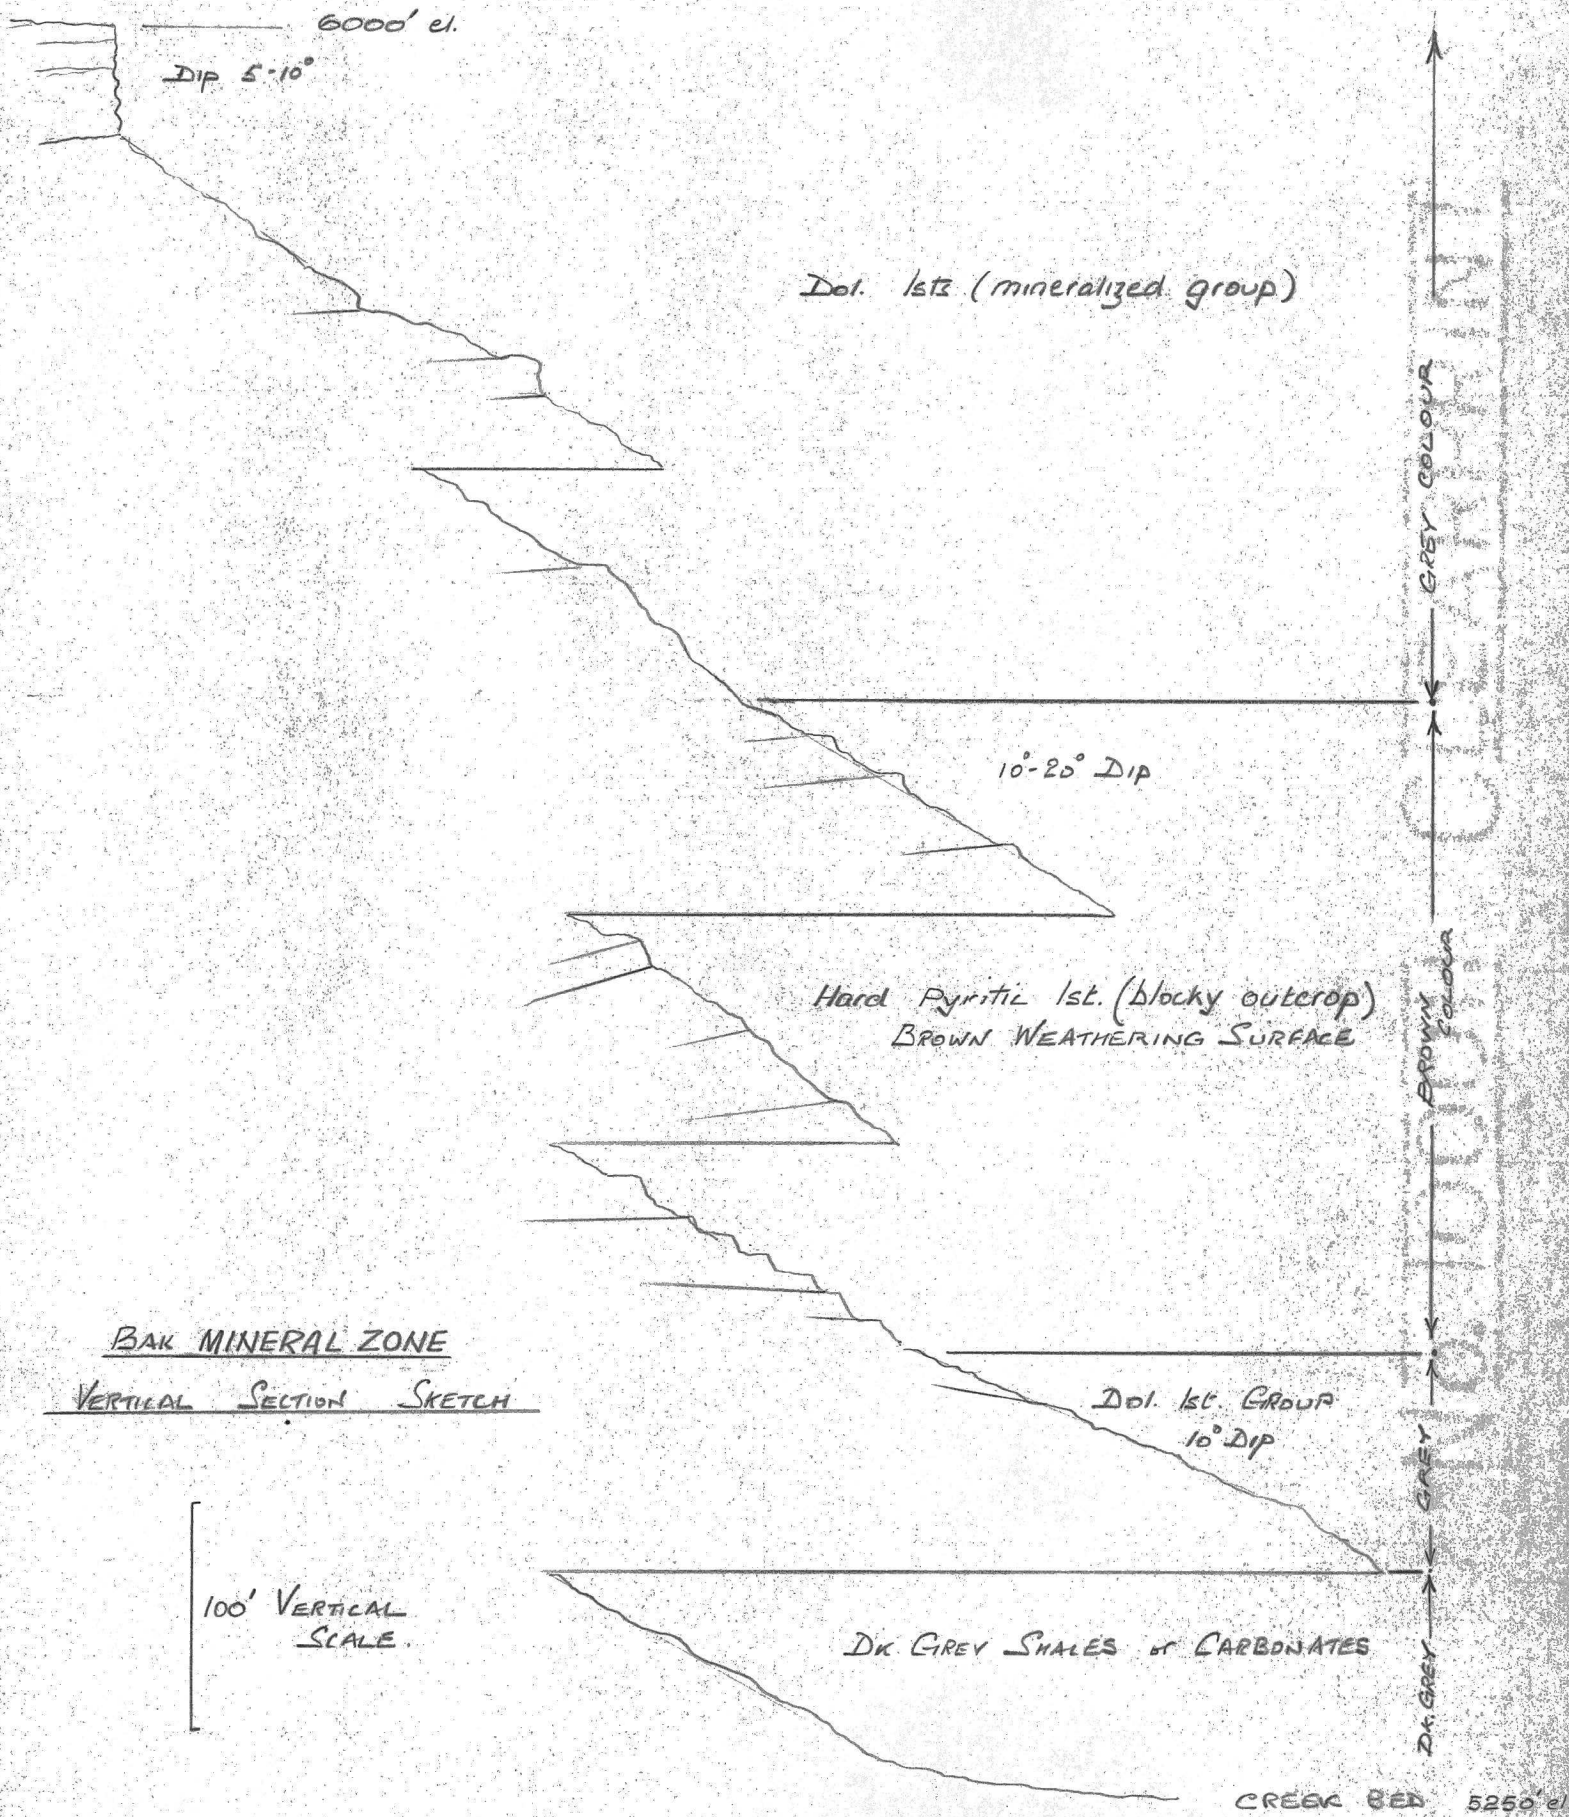 6000' el.
Dip 5-10°
Dol. lsts (mineralized group)
GREY COLOUR
10°-20° DIP
Hard Pyritic lst. (blocky outcrop)
BROWN WEATHERING SURFACE
BROWN
COLOUR
BAK MINERAL ZONE
VERTICAL SECTION SKETCH
Dol. lst. GROUP
10° DIP
GREY
100' VERTICAL
SCALE.
DK GREY SHALES or CARBONATES
DK. GREY
CREEK BED 5250' el